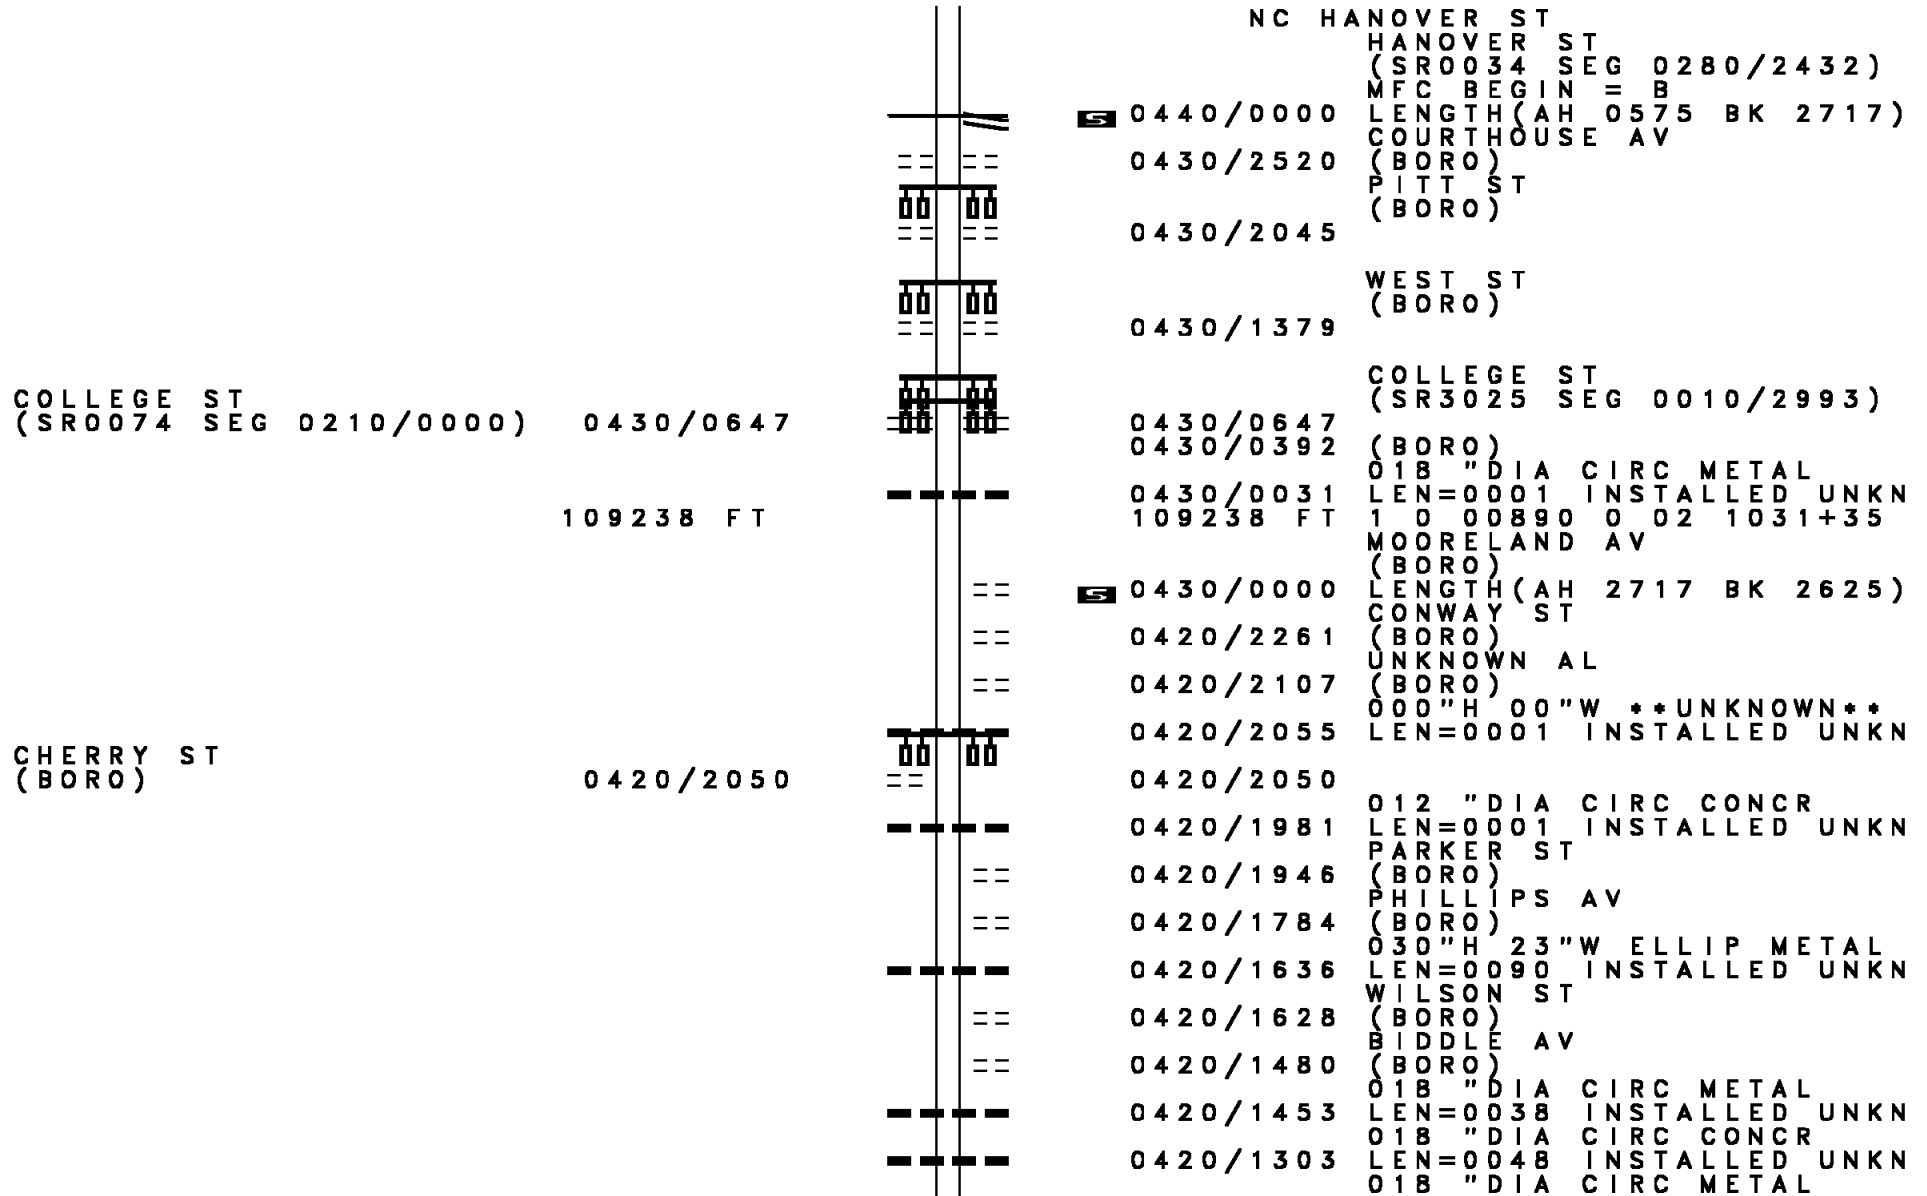 NC HANOVER ST
HANOVER ST
(SR0034 SEG 0280/2432)
MFC BEGIN = B
S 0440/0000 LENGTH(AH 0575 BK 2717)
COURTHOUSE AV
0430/2520 (BORO)
PITT ST
(BORO)
0430/2045
WEST ST
(BORO)
0430/1379
COLLEGE ST
COLLEGE ST (SR3025 SEG 0010/2993)
(SR0074 SEG 0210/0000) 0430/0647 0430/0647
0430/0392 (BORO)
018 "DIA CIRC METAL
0430/0031 LEN=0001 INSTALLED UNKN
109238 FT 109238 FT 1 0 00890 0 02 1031+35
MOORELAND AV
(BORO)
S 0430/0000 LENGTH(AH 2717 BK 2625)
CONWAY ST
0420/2261 (BORO)
UNKNOWN AL
0420/2107 (BORO)
000"H 00"W **UNKNOWN**
0420/2055 LEN=0001 INSTALLED UNKN
CHERRY ST
(BORO) 0420/2050 0420/2050
012 "DIA CIRC CONCR
0420/1981 LEN=0001 INSTALLED UNKN
PARKER ST
0420/1946 (BORO)
PHILLIPS AV
0420/1784 (BORO)
030"H 23"W ELLIP METAL
0420/1636 LEN=0090 INSTALLED UNKN
WILSON ST
0420/1628 (BORO)
BIDDLE AV
0420/1480 (BORO)
018 "DIA CIRC METAL
0420/1453 LEN=0038 INSTALLED UNKN
018 "DIA CIRC CONCR
0420/1303 LEN=0048 INSTALLED UNKN
018 "DIA CIRC METAL